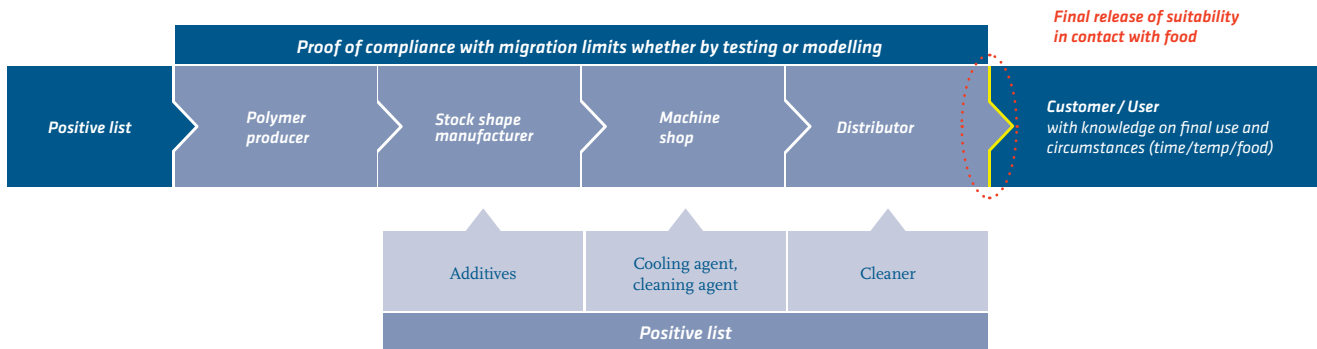 Final release of suitability
in contact with food
Proof of compliance with migration limits whether by testing or modelling
Positive list
Polymer
producer
Stock shape
manufacturer
Machine
shop
Distributor
Customer / User
with knowledge on final use and
circumstances (time/temp/food)
Additives
Cooling agent,
cleaning agent
Cleaner
Positive list